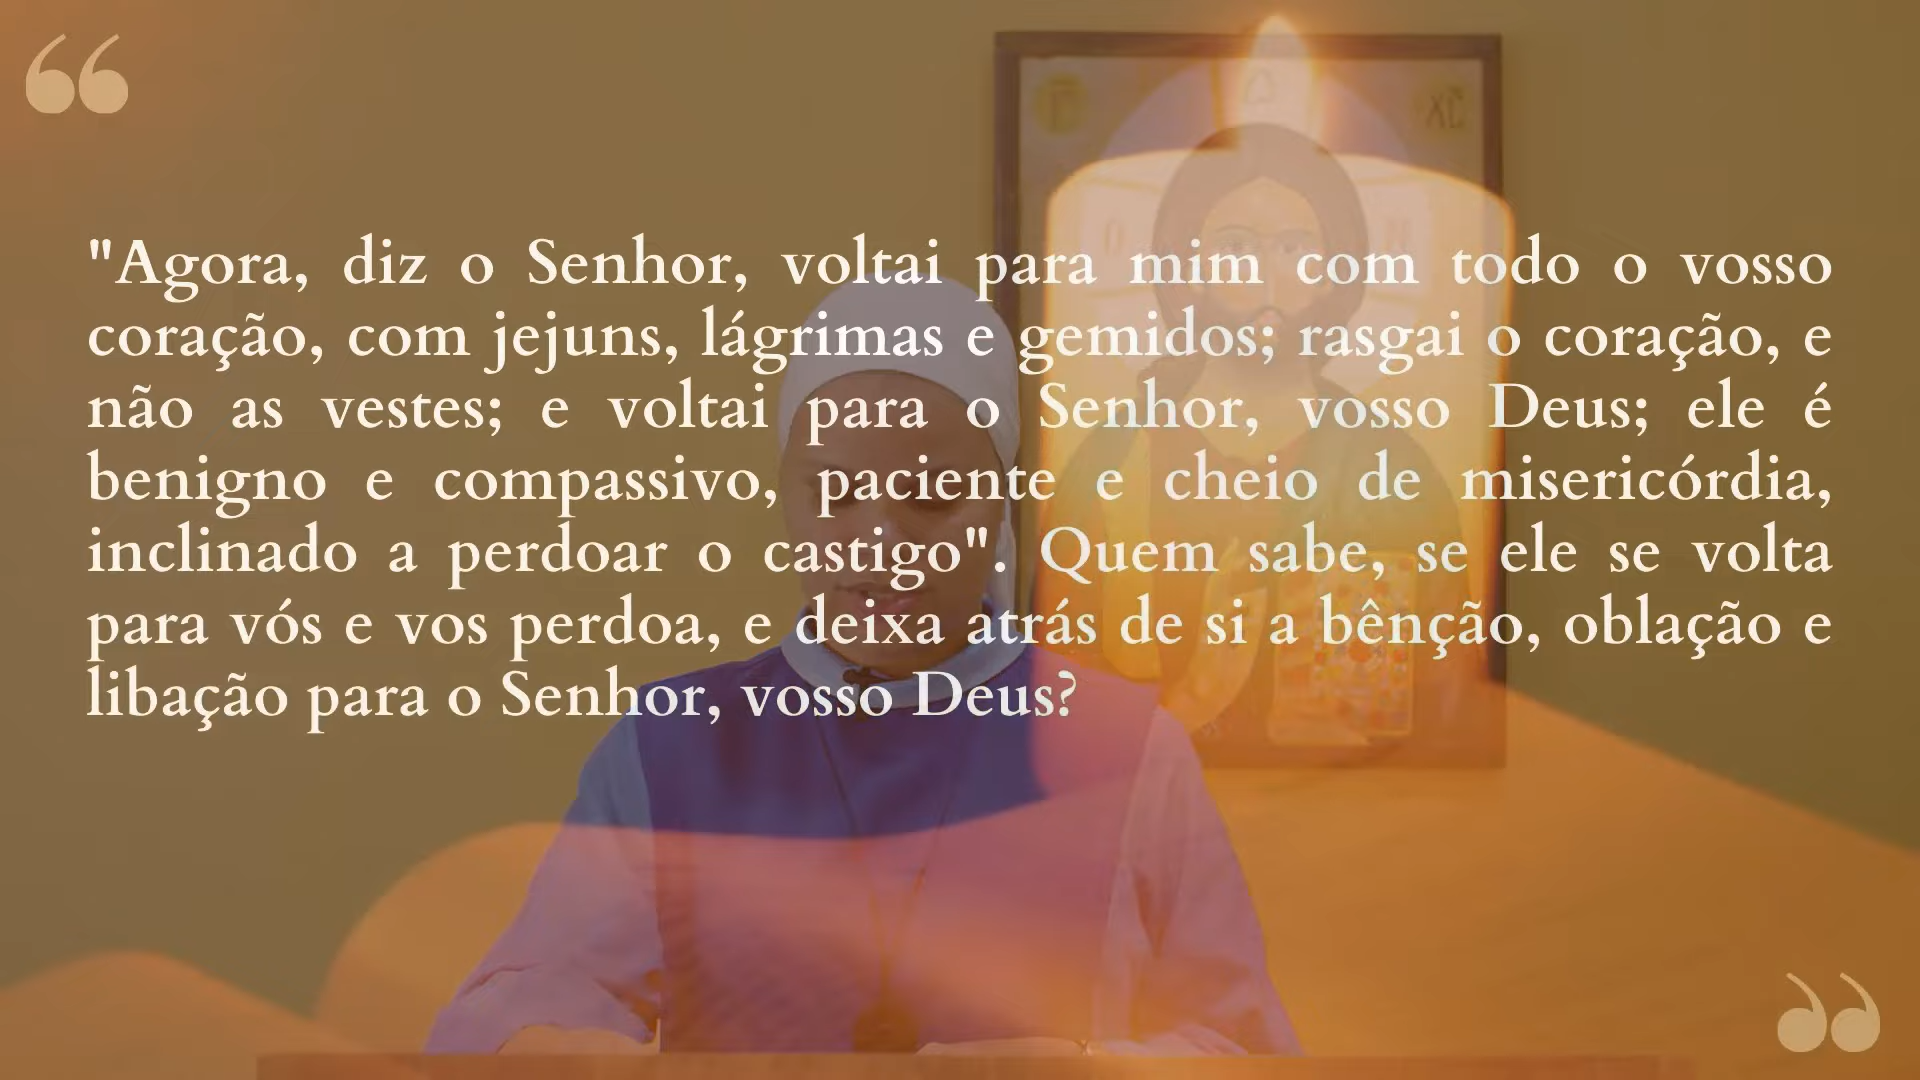 "Agora, diz o Senhor, voltai para mim com todo o vosso
coração, com jejuns, lágrimas e gemidos; rasgai o coração, e
não as vestes; e voltai para o Senhor, vosso Deus; ele é
benigno e compassivo, paciente e cheio de misericórdia,
inclinado a perdoar o castigo". Quem sabe, se ele se volta
para vós e vos perdoa, e deixa atrás de si a bênção, oblação e
libação para o Senhor, vosso Deus?